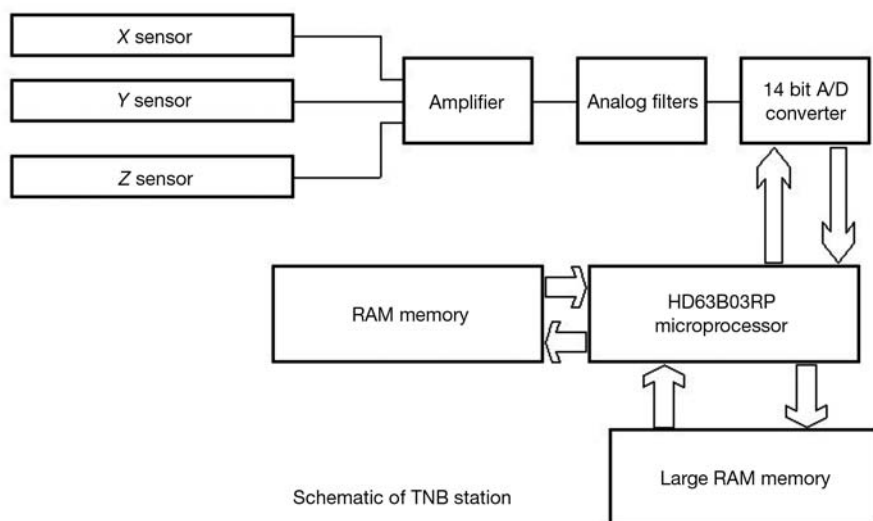 X sensor
Y sensor
Z sensor
Amplifier
Analog filters
14 bit A/D
converter
RAM memory
HD63B03RP
microprocessor
Large RAM memory
Schematic of TNB station